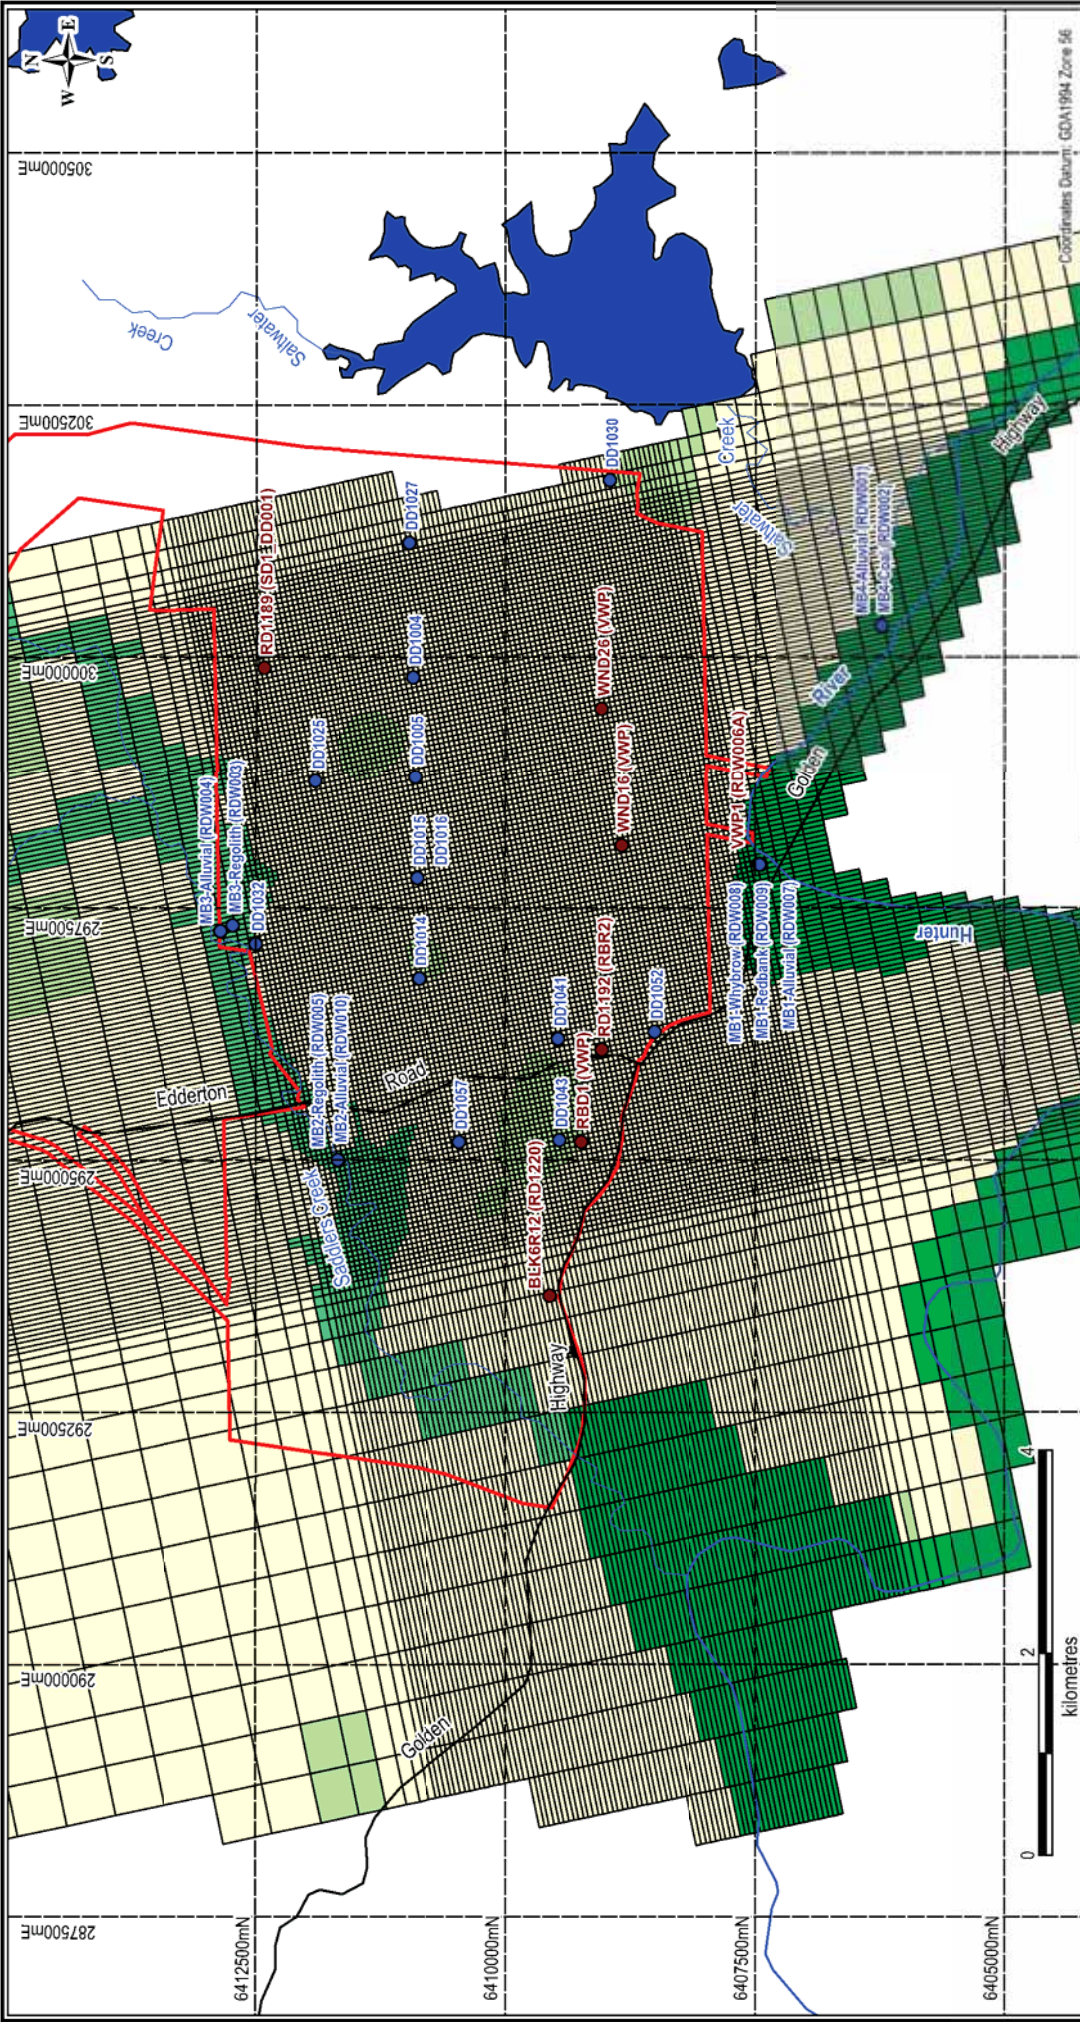 N
E
W
S
305000mE
302500mE
300000mE
297500mE
295000mE
292500mE
290000mE
287500mE
6412500mN
6410000mN
6407500mN
6405000mN
Creek
Saltwater
RD1189 (SD1_DD001)
DD1027
DD1030
Creek
Saltwater
Highway
DD1004
MB4-Alluvial (RDW001)
MB4-Coal (RDW002)
WND26 (VWP)
River
DD1025
DD1005
Golden
MB3-Alluvial (RDW004)
MB3-Regolith (RDW003)
DD1032
DD1015
DD1016
WND16 (VWP)
VWP1 (RDW006A)
MB1-Whybrow (RDW008)
MB1-Redbank (RDW009)
MB1-Alluvial (RDW007)
Hunter
DD1014
DD1041
RD1192 (RBR2)
DD1052
Edderton
Road
MB2-Regolith (RDW005)
MB2-Alluvial (RDW010)
DD1057
DD1043
RBD1 (VWP)
Saddlers Creek
BLK6R12 (RD1220)
Highway
Golden
0
2
4
kilometres
Coordinates Datum: GDA1994 Zone 56